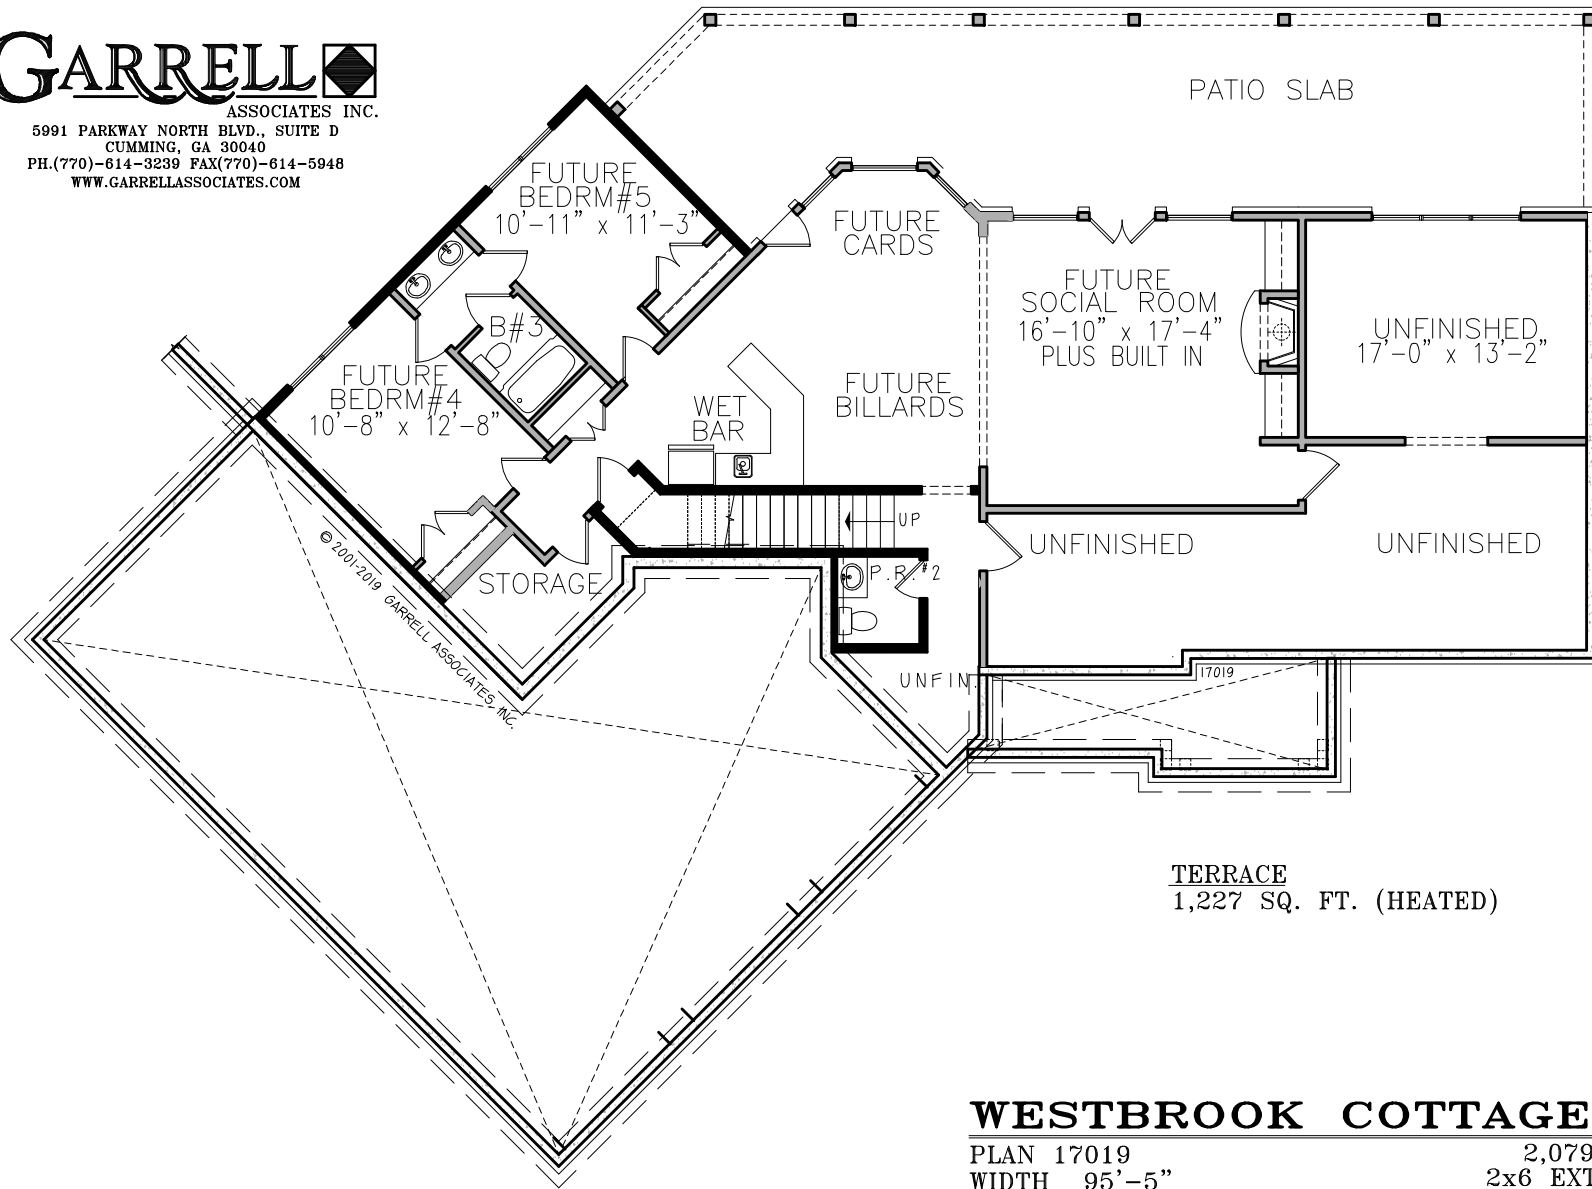 GARRELL
ASSOCIATES INC.
5991 PARKWAY NORTH BLVD., SUITE D
CUMMING, GA 30040
PH.(770)-614-3239 FAX(770)-614-5948
WWW.GARRELLASSOCIATES.COM
PATIO SLAB
FUTURE
BEDRM#5
10'-11" x 11'-3"
FUTURE
CARDS
FUTURE
SOCIAL ROOM
16'-10" x 17'-4"
PLUS BUILT IN
UNFINISHED
17'-0" x 13'-2"
B#3
FUTURE
BEDRM#4
10'-8" x 12'-8"
FUTURE
BILLARDS
WET
BAR
UP
UNFINISHED
UNFINISHED
STORAGE
P.R. #2
© 2001-2019 GARRELL ASSOCIATES, INC.
UNFIN.
17019
TERRACE
1,227 SQ. FT. (HEATED)
WESTBROOK COTTAGE
PLAN 17019 2,079
WIDTH 95'-5" 2x6 EXT